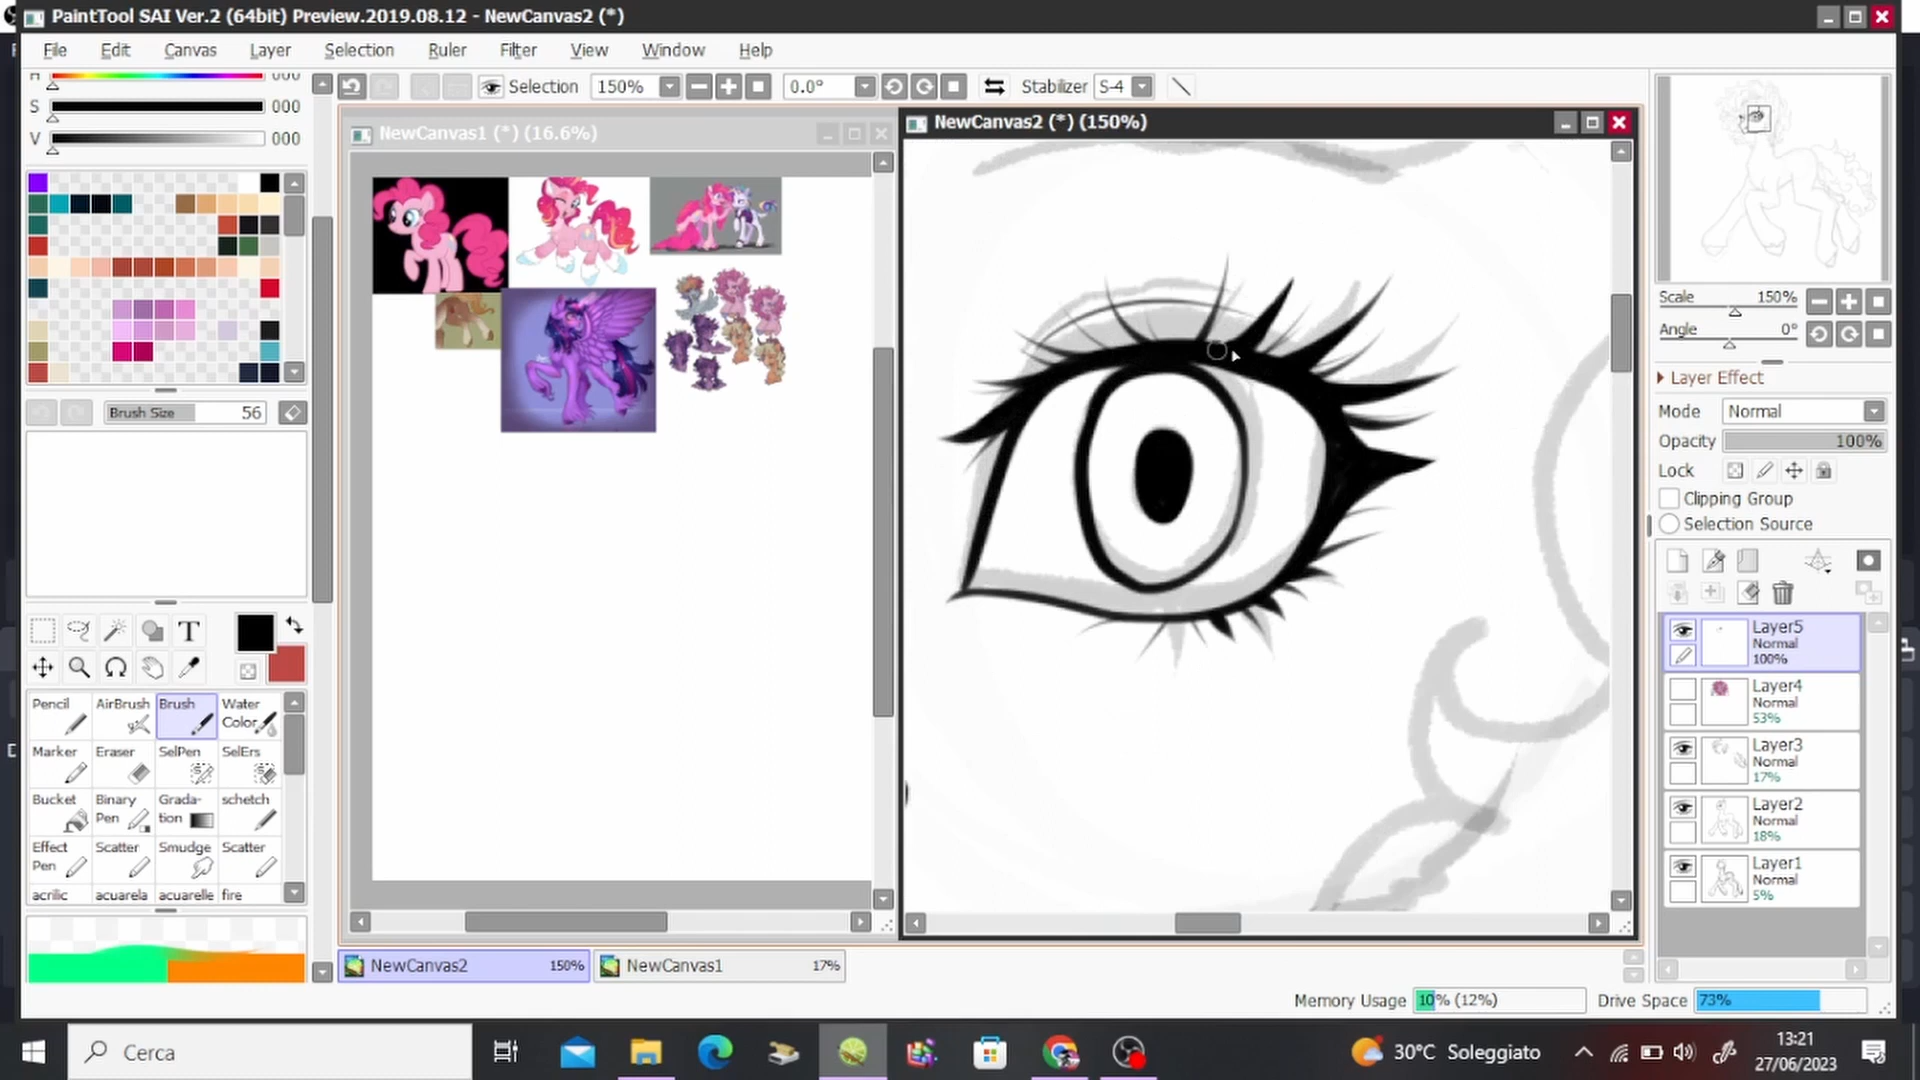 PaintTool SAI Ver.2 (64bit) Preview.2019.08.12 - NewCanvas2 (*)
File Edit Canvas Layer Selection Ruler Filter View Window Help
H 000
S 000
V 000
Selection 150% 0.0° Stabilizer S-4
NewCanvas1 (*) (16.6%)
NewCanvas2 (*) (150%)
Brush Size 56
T
Pencil AirBrush Brush Water Color
Marker Eraser SelPen SelErs
Bucket Binary Pen Grada-tion schetch
Effect Pen Scatter Smudge Scatter
acrilic acuarela acuarelle fire
Scale 150%
Angle 0°
Layer Effect
Mode Normal
Opacity 100%
Lock
Clipping Group
Selection Source
Layer5
Normal
100%
Layer4
Normal
53%
Layer3
Normal
17%
Layer2
Normal
18%
Layer1
Normal
5%
NewCanvas2 150% NewCanvas1 17%
Memory Usage 10% (12%) Drive Space 73%
Cerca
30°C Soleggiato
13:21
27/06/2023